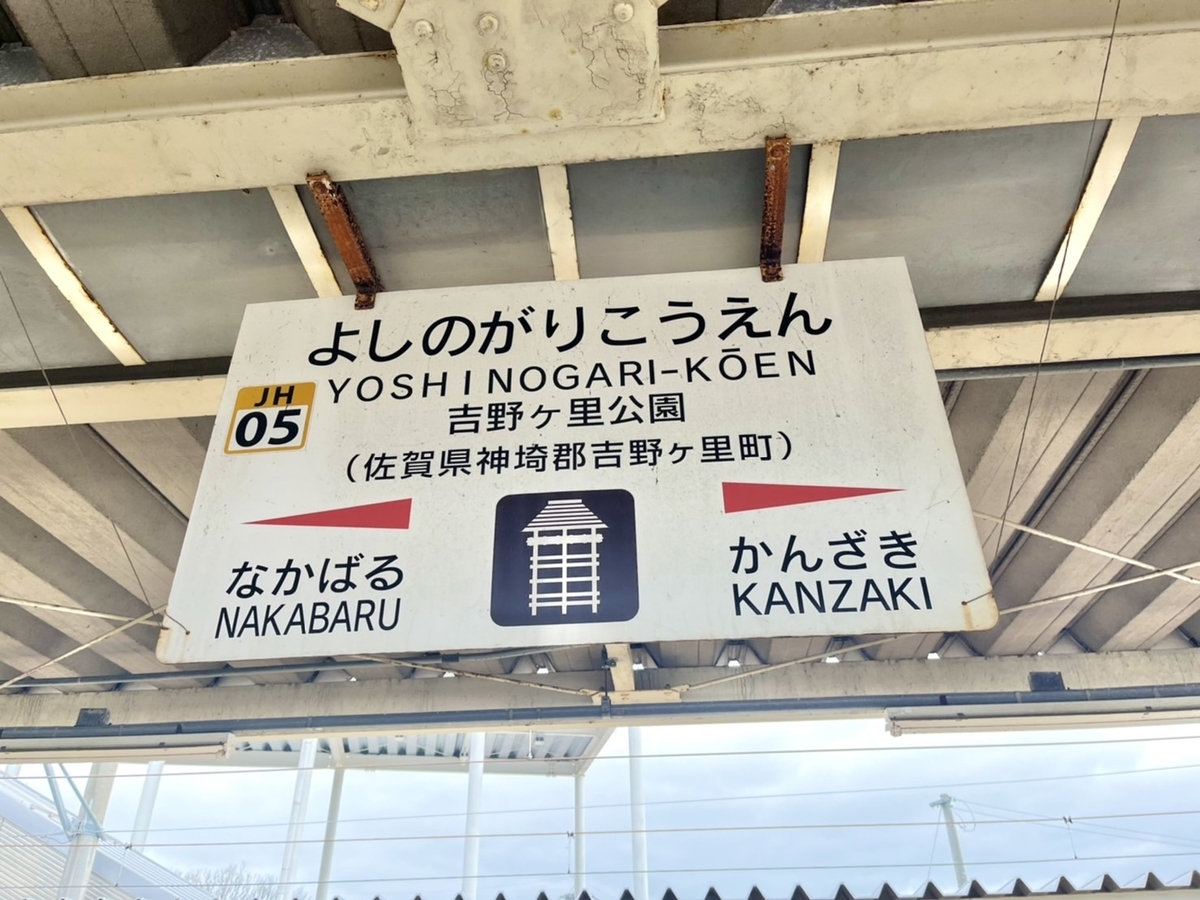 よしのがりこうえん
YOSHINOGARI-KŌEN
JH
05
吉野ヶ里公園
(佐賀県神埼郡吉野ヶ里町)
なかばる
NAKABARU
かんざき
KANZAKI